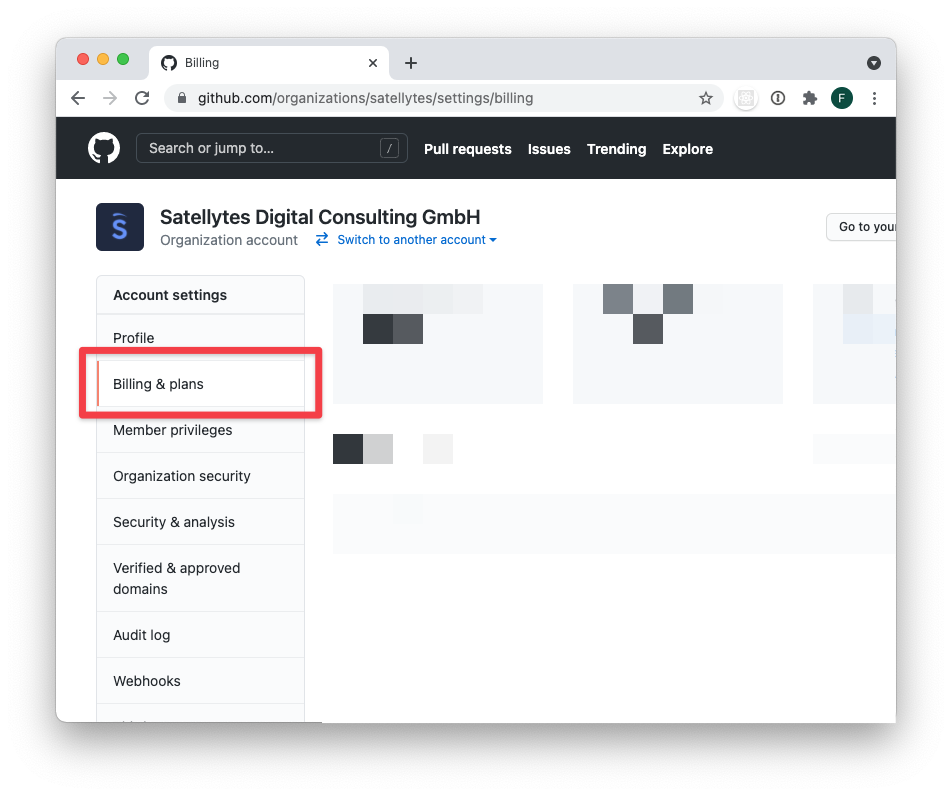 Billing
github.com/organizations/satellytes/settings/billing
F
Search or jump to...
/
Pull requests
Issues
Trending
Explore
Satellytes Digital Consulting GmbH
Organization account
Switch to another account
Go to your
Account settings
Profile
Billing & plans
Member privileges
Organization security
Security & analysis
Verified & approved
domains
Audit log
Webhooks